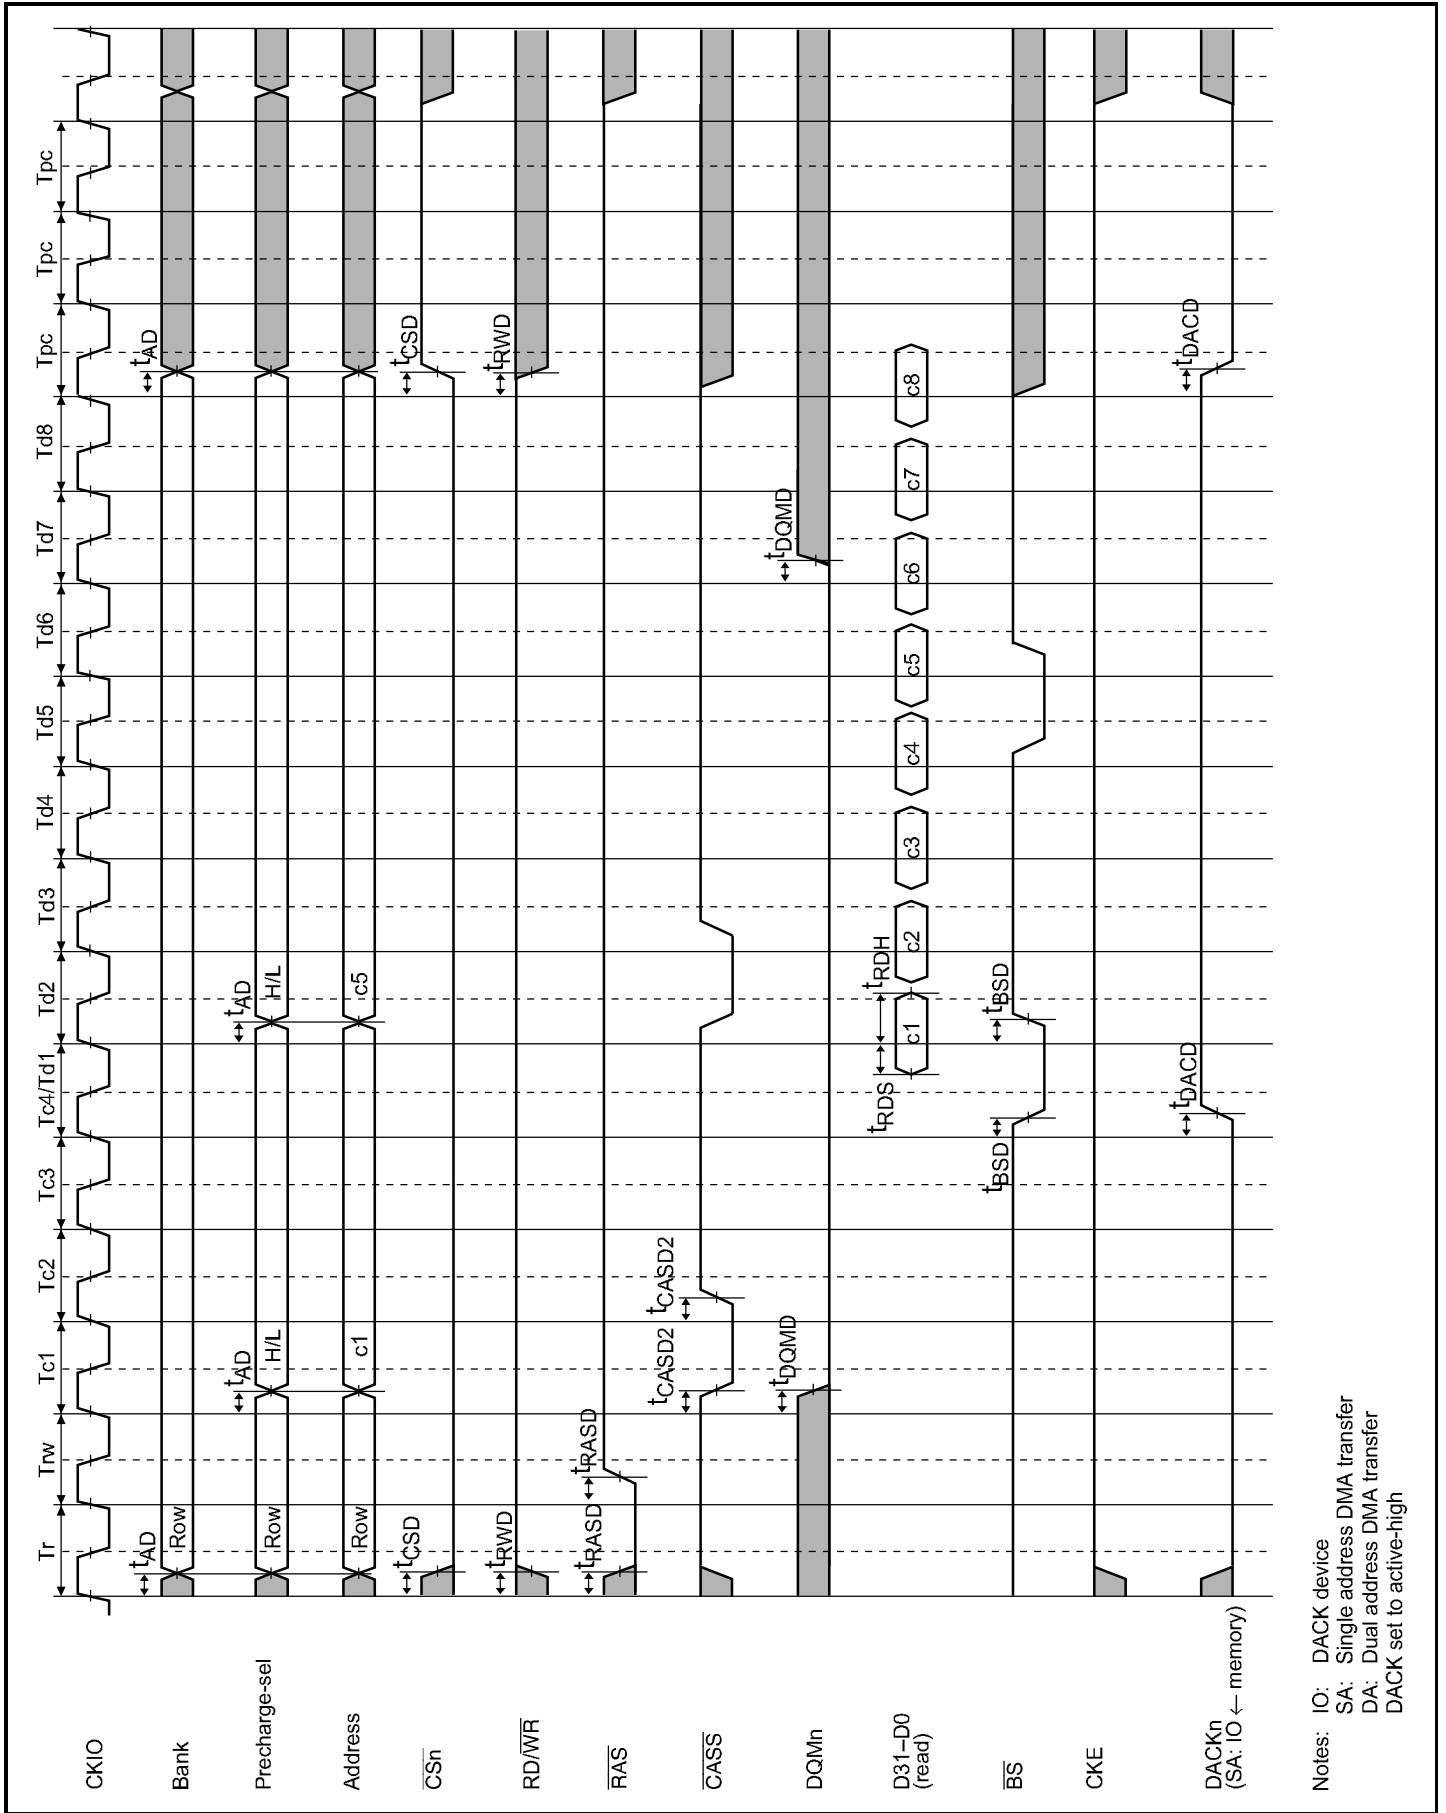 Tr Trw Tc1 Tc2 Tc3 Tc4/Td1 Td2 Td3 Td4 Td5 Td6 Td7 Td8 Tpc Tpc Tpc
CKIO
tAD tAD
Bank Row
tAD tAD
Precharge-sel Row H/L H/L
Address Row c1 c5
tCSD tCSD
CSn
tRWD tRWD
RD/WR
tRASD tRASD
RAS
tCASD2 tCASD2
CASS
tDQMD tDQMD
DQMn
tRDS tRDH
D31–D0
(read)
c1 c2 c3 c4 c5 c6 c7 c8
tBSD tBSD
BS
CKE
tDACD tDACD
DACKn
(SA: IO ← memory)
Notes: IO: DACK device
SA: Single address DMA transfer
DA: Dual address DMA transfer
DACK set to active-high